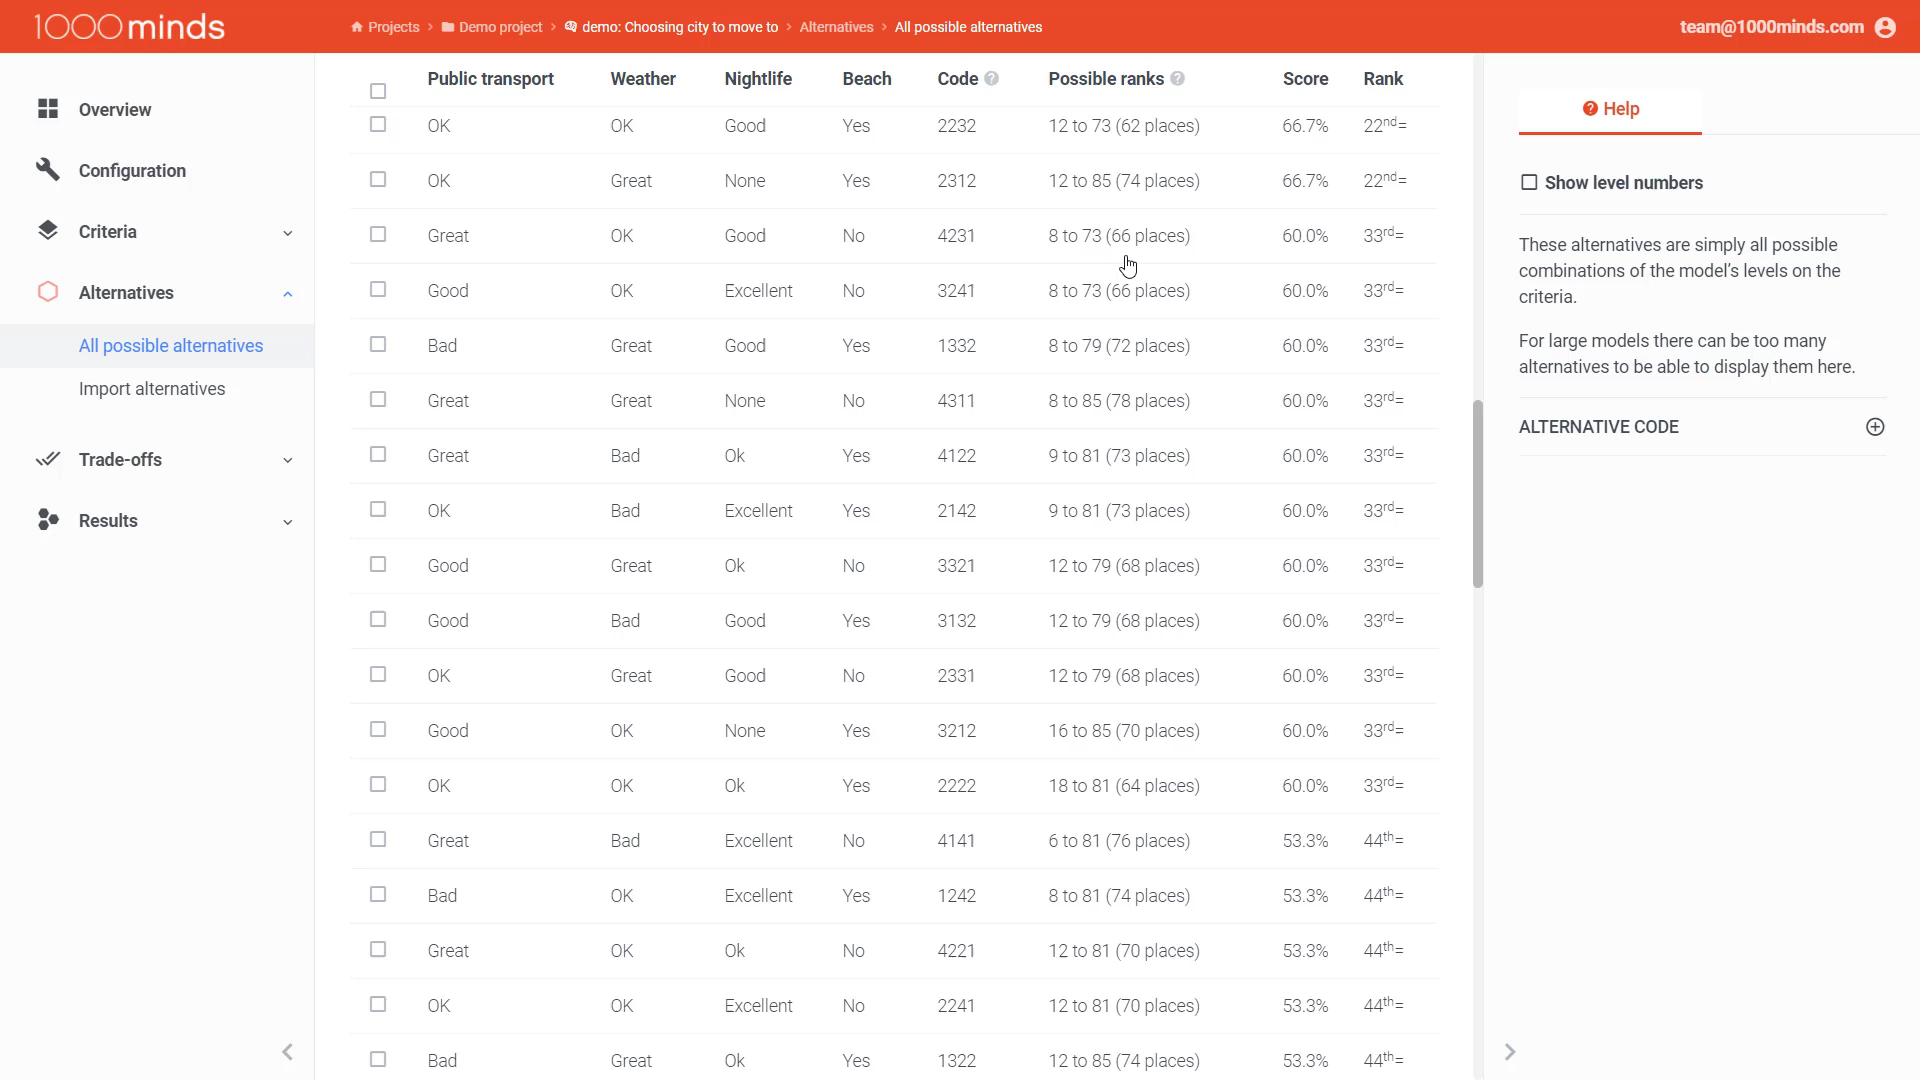 1000minds
Projects › Demo project › demo: Choosing city to move to › Alternatives › All possible alternatives
team@1000minds.com
Overview
Configuration
Criteria
Alternatives
All possible alternatives
Import alternatives
Trade-offs
Results
Public transport Weather Nightlife Beach Code ? Possible ranks ? Score Rank
OK OK Good Yes 2232 12 to 73 (62 places) 66.7% 22nd=
OK Great None Yes 2312 12 to 85 (74 places) 66.7% 22nd=
Great OK Good No 4231 8 to 73 (66 places) 60.0% 33rd=
Good OK Excellent No 3241 8 to 73 (66 places) 60.0% 33rd=
Bad Great Good Yes 1332 8 to 79 (72 places) 60.0% 33rd=
Great Great None No 4311 8 to 85 (78 places) 60.0% 33rd=
Great Bad Ok Yes 4122 9 to 81 (73 places) 60.0% 33rd=
OK Bad Excellent Yes 2142 9 to 81 (73 places) 60.0% 33rd=
Good Great Ok No 3321 12 to 79 (68 places) 60.0% 33rd=
Good Bad Good Yes 3132 12 to 79 (68 places) 60.0% 33rd=
OK Great Good No 2331 12 to 79 (68 places) 60.0% 33rd=
Good OK None Yes 3212 16 to 85 (70 places) 60.0% 33rd=
OK OK Ok Yes 2222 18 to 81 (64 places) 60.0% 33rd=
Great Bad Excellent No 4141 6 to 81 (76 places) 53.3% 44th=
Bad OK Excellent Yes 1242 8 to 81 (74 places) 53.3% 44th=
Great OK Ok No 4221 12 to 81 (70 places) 53.3% 44th=
OK OK Excellent No 2241 12 to 81 (70 places) 53.3% 44th=
Bad Great Ok Yes 1322 12 to 85 (74 places) 53.3% 44th=
? Help
Show level numbers
These alternatives are simply all possible
combinations of the model’s levels on the
criteria.
For large models there can be too many
alternatives to be able to display them here.
ALTERNATIVE CODE